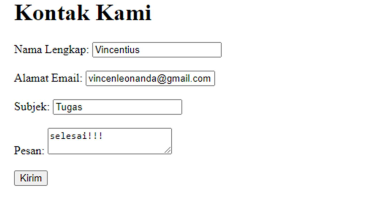 Kontak Kami
Nama Lengkap: Vincentius
Alamat Email: vincenleonanda@gmail.com
Subjek: Tugas
Pesan: selesai!!!
Kirim